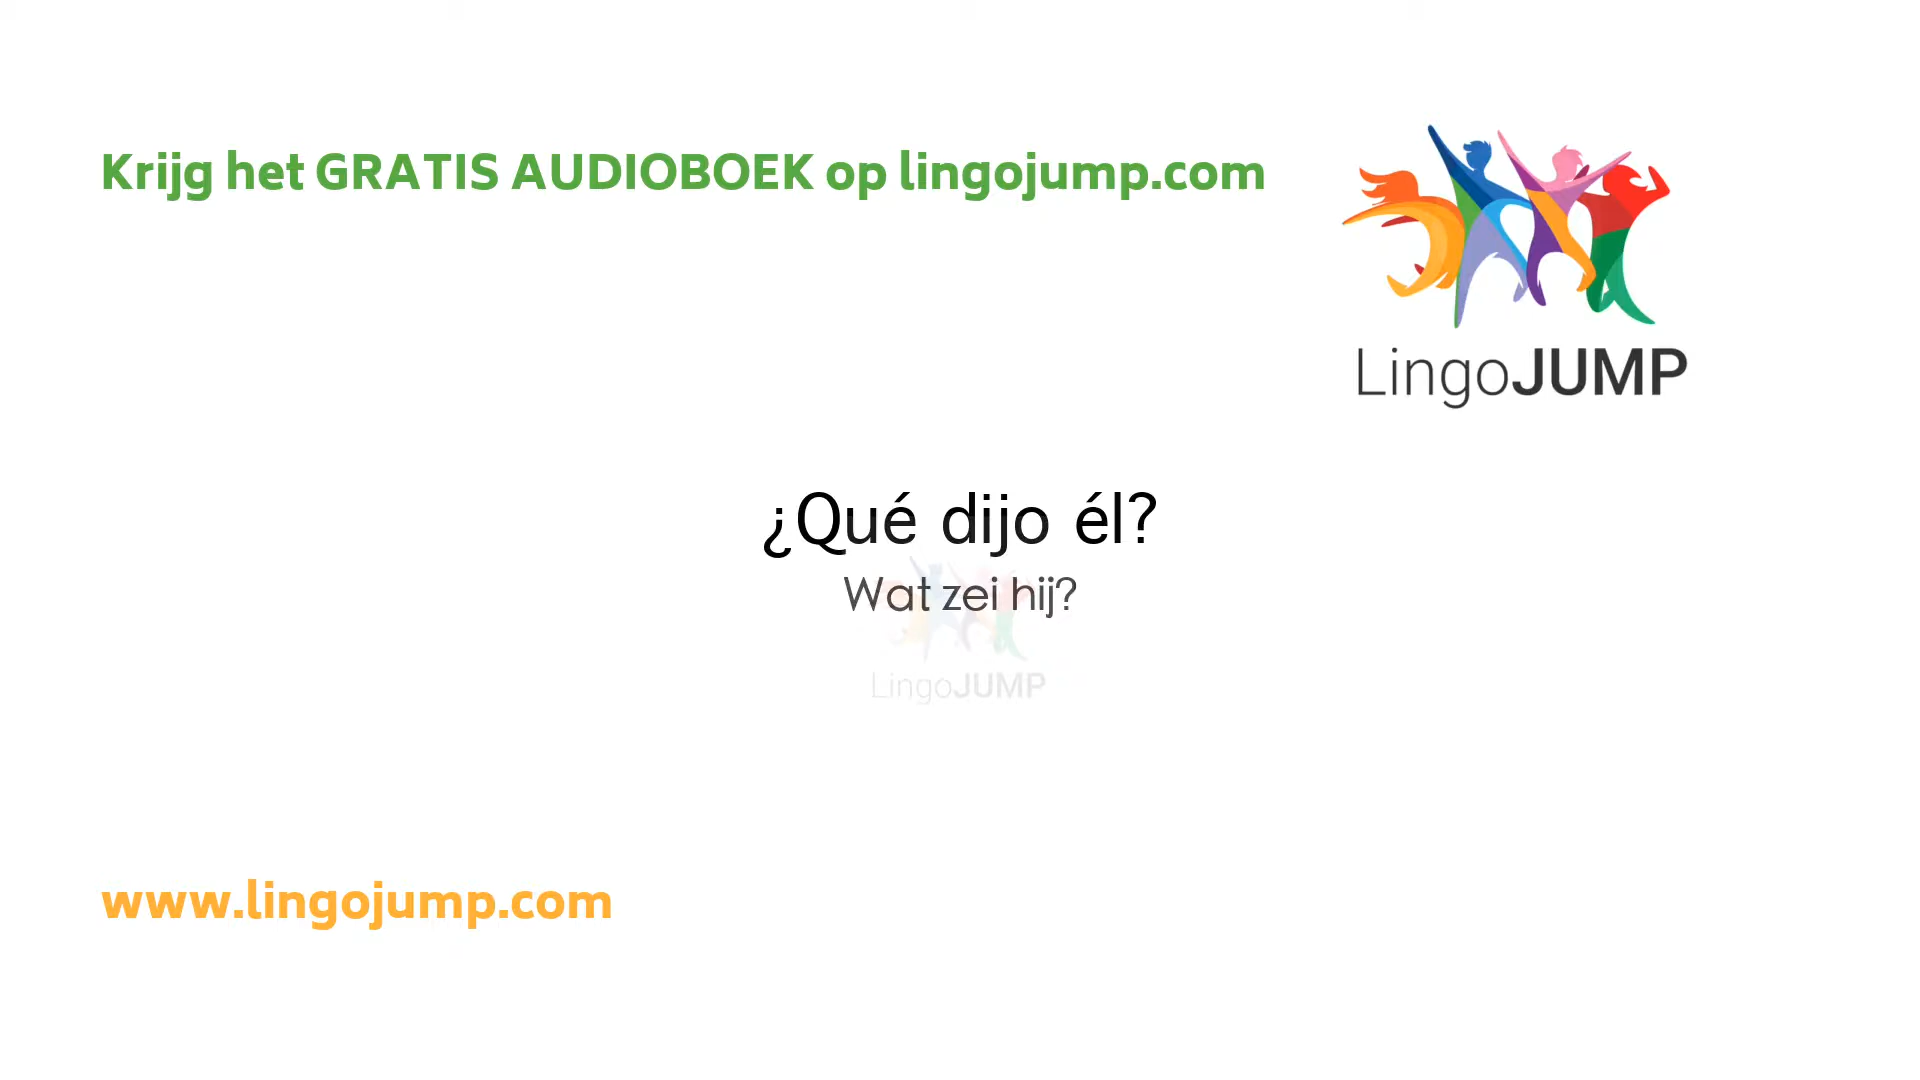 Krijg het GRATIS AUDIOBOEK op lingojump.com
LingoJUMP
¿Qué dijo él?
Wat zei hij?
LingoJUMP
www.lingojump.com